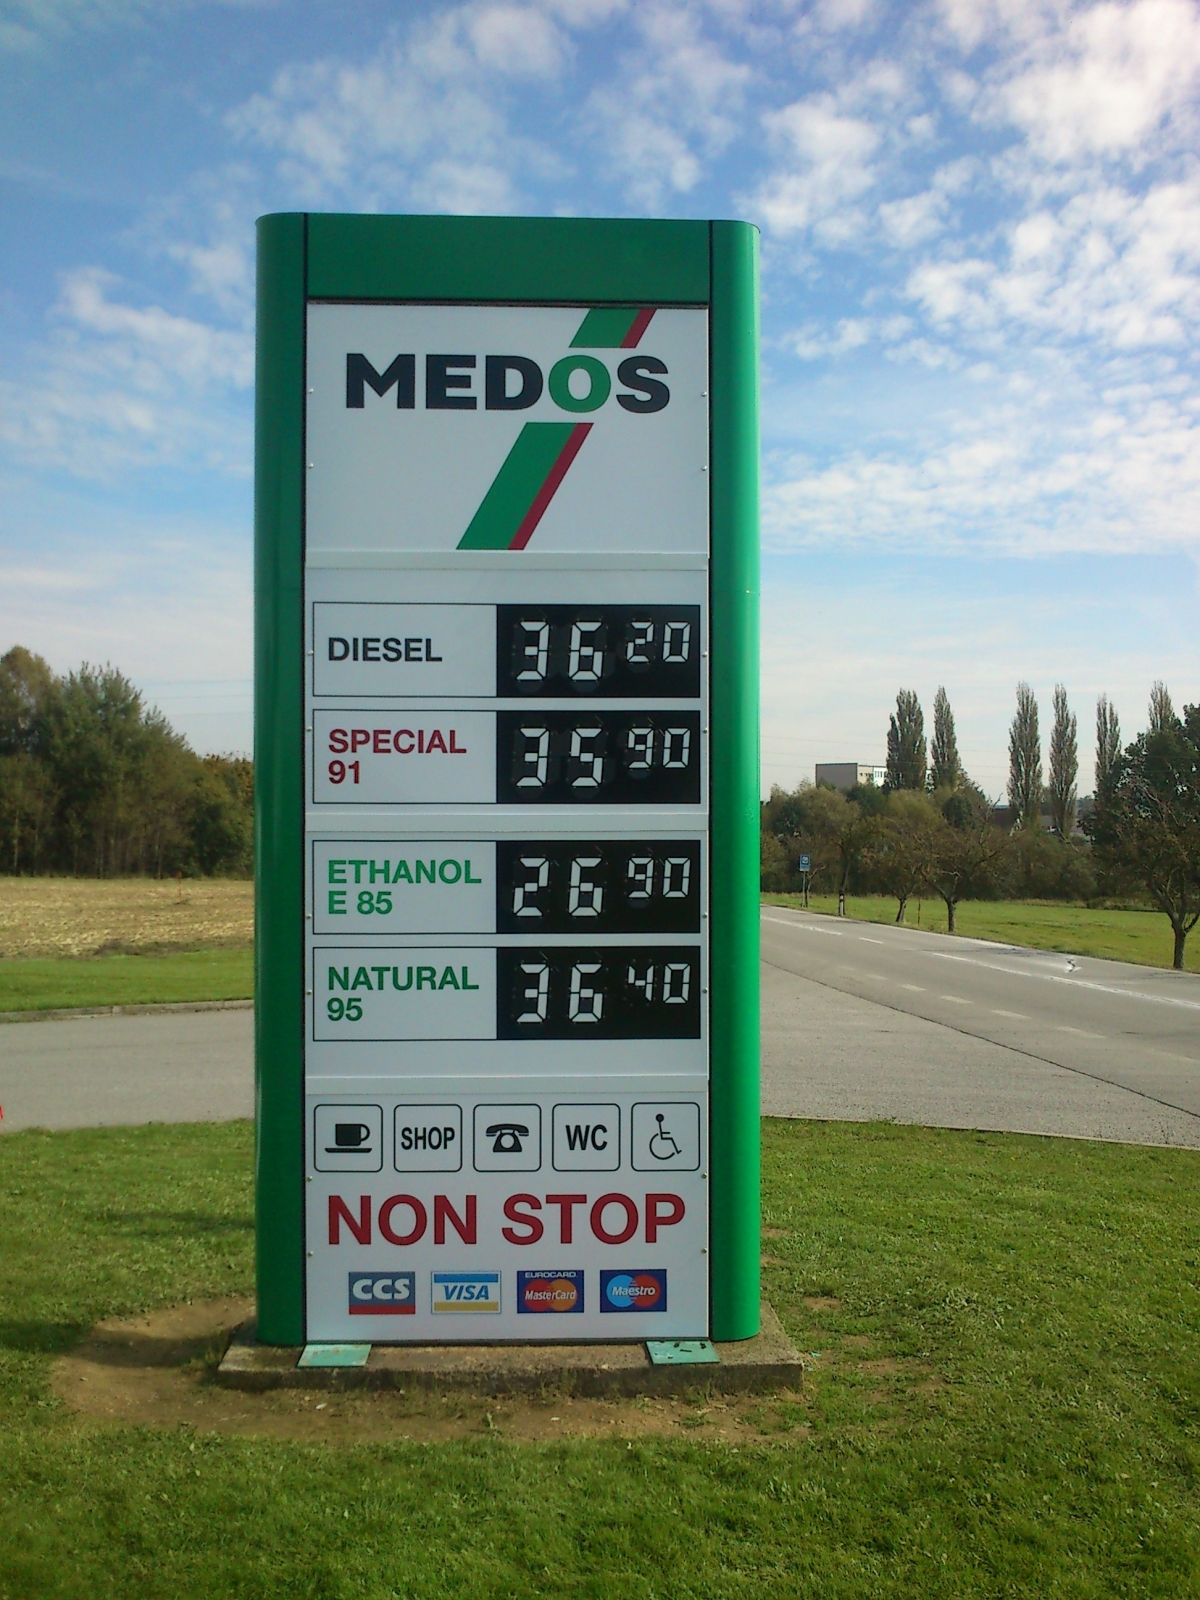 MEDOS
DIESEL 36 20
SPECIAL
91 35 90
ETHANOL
E 85 26 90
NATURAL
95 36 40
SHOP WC
NON STOP
CCS VISA EUROCARD MasterCard Maestro